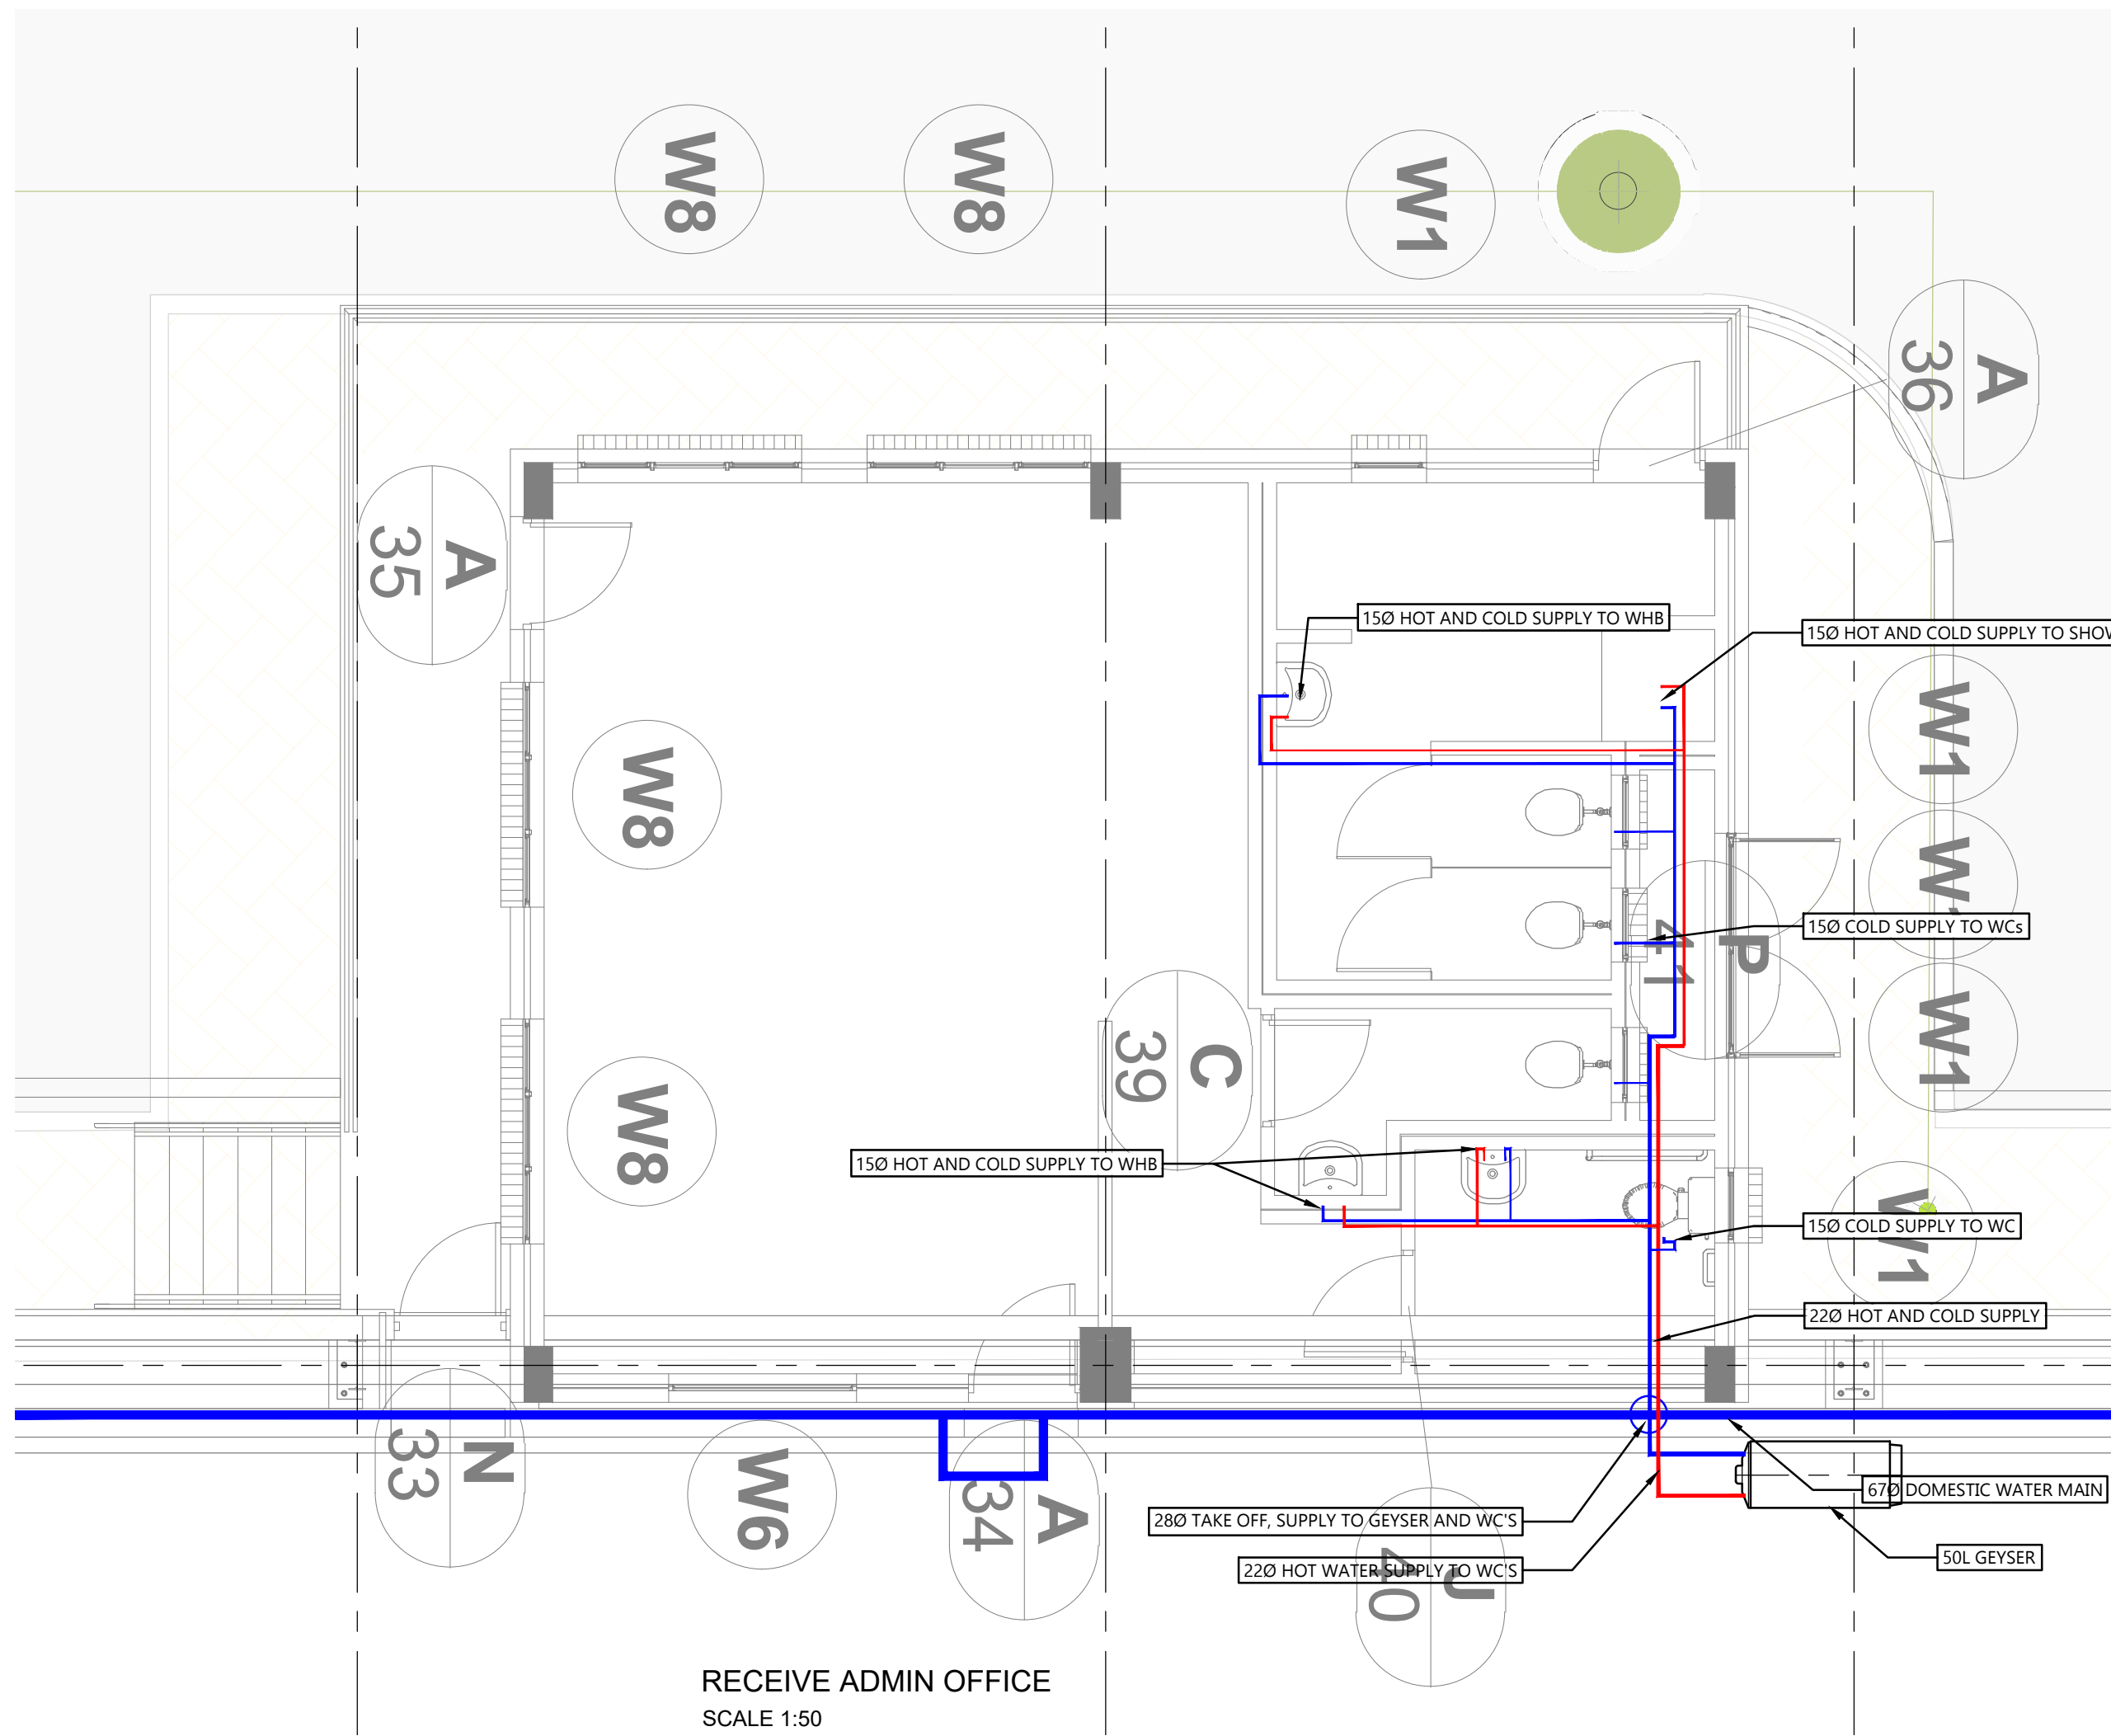 W8
W8
W1
A
36
A
35
15Ø HOT AND COLD SUPPLY TO WHB
15Ø HOT AND COLD SUPPLY TO SHOW
W1
W8
W1
15Ø COLD SUPPLY TO WCs
P
41
W1
C
39
W8
15Ø HOT AND COLD SUPPLY TO WHB
W1
15Ø COLD SUPPLY TO WC
22Ø HOT AND COLD SUPPLY
N
33
W6
A
34
67Ø DOMESTIC WATER MAIN
28Ø TAKE OFF, SUPPLY TO GEYSER AND WC'S
50L GEYSER
22Ø HOT WATER SUPPLY TO WC'S
J
40
RECEIVE ADMIN OFFICE
SCALE 1:50